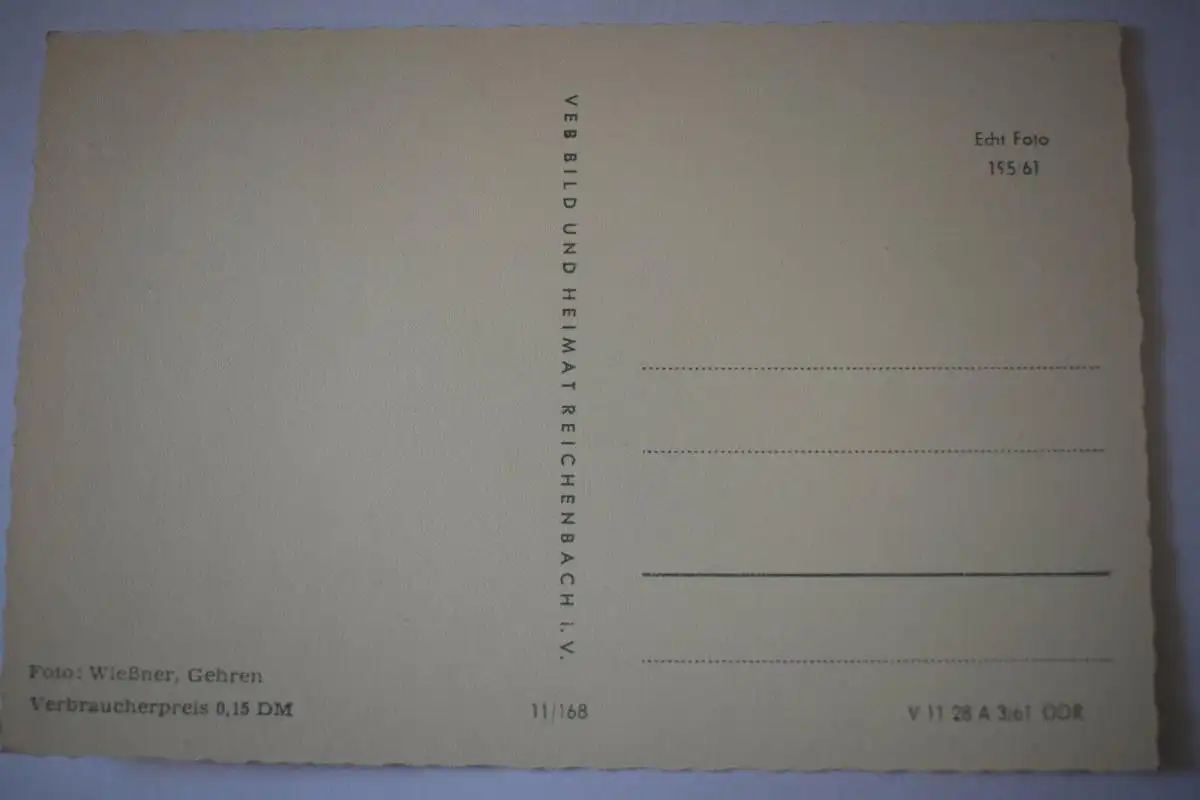 Echt Foto
195/61
VEB BILD UND HEIMAT REICHENBACH i. V.
Foto: Wießner, Gehren
Verbraucherpreis 0,15 DM
11/168
V 11 28 A 3/61 DDR